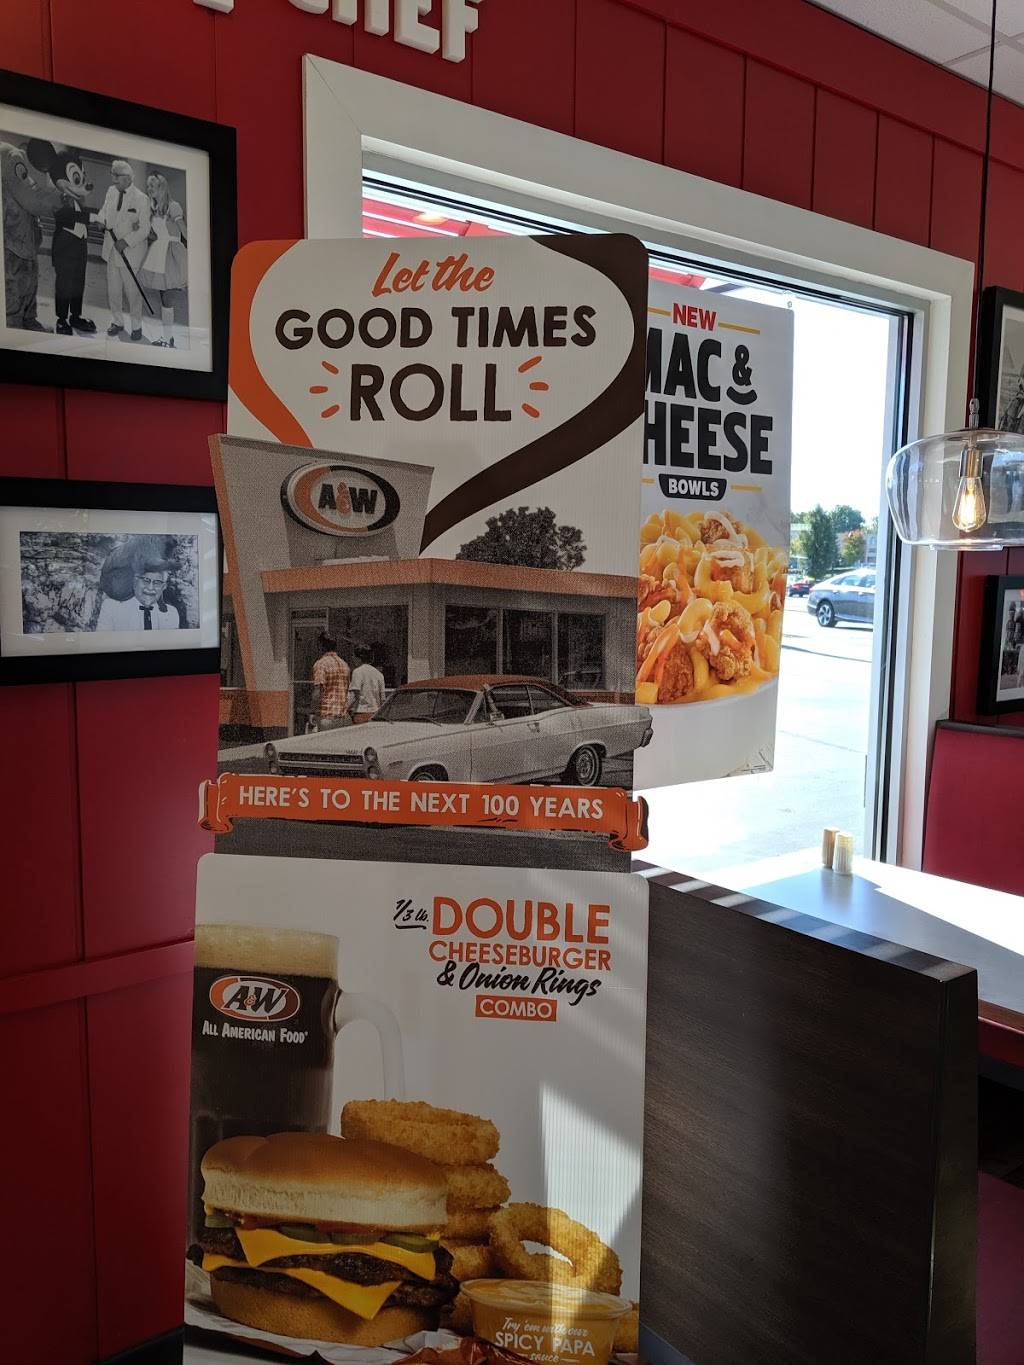 CHEF
Let the
GOOD TIMES
ROLL
A&W
HERE'S TO THE NEXT 100 YEARS
NEW
MAC &
CHEESE
BOWLS
1/3 lb. DOUBLE
CHEESEBURGER
& Onion Rings
COMBO
A&W
ALL AMERICAN FOOD®
Try 'em with our
SPICY PAPA
sauce